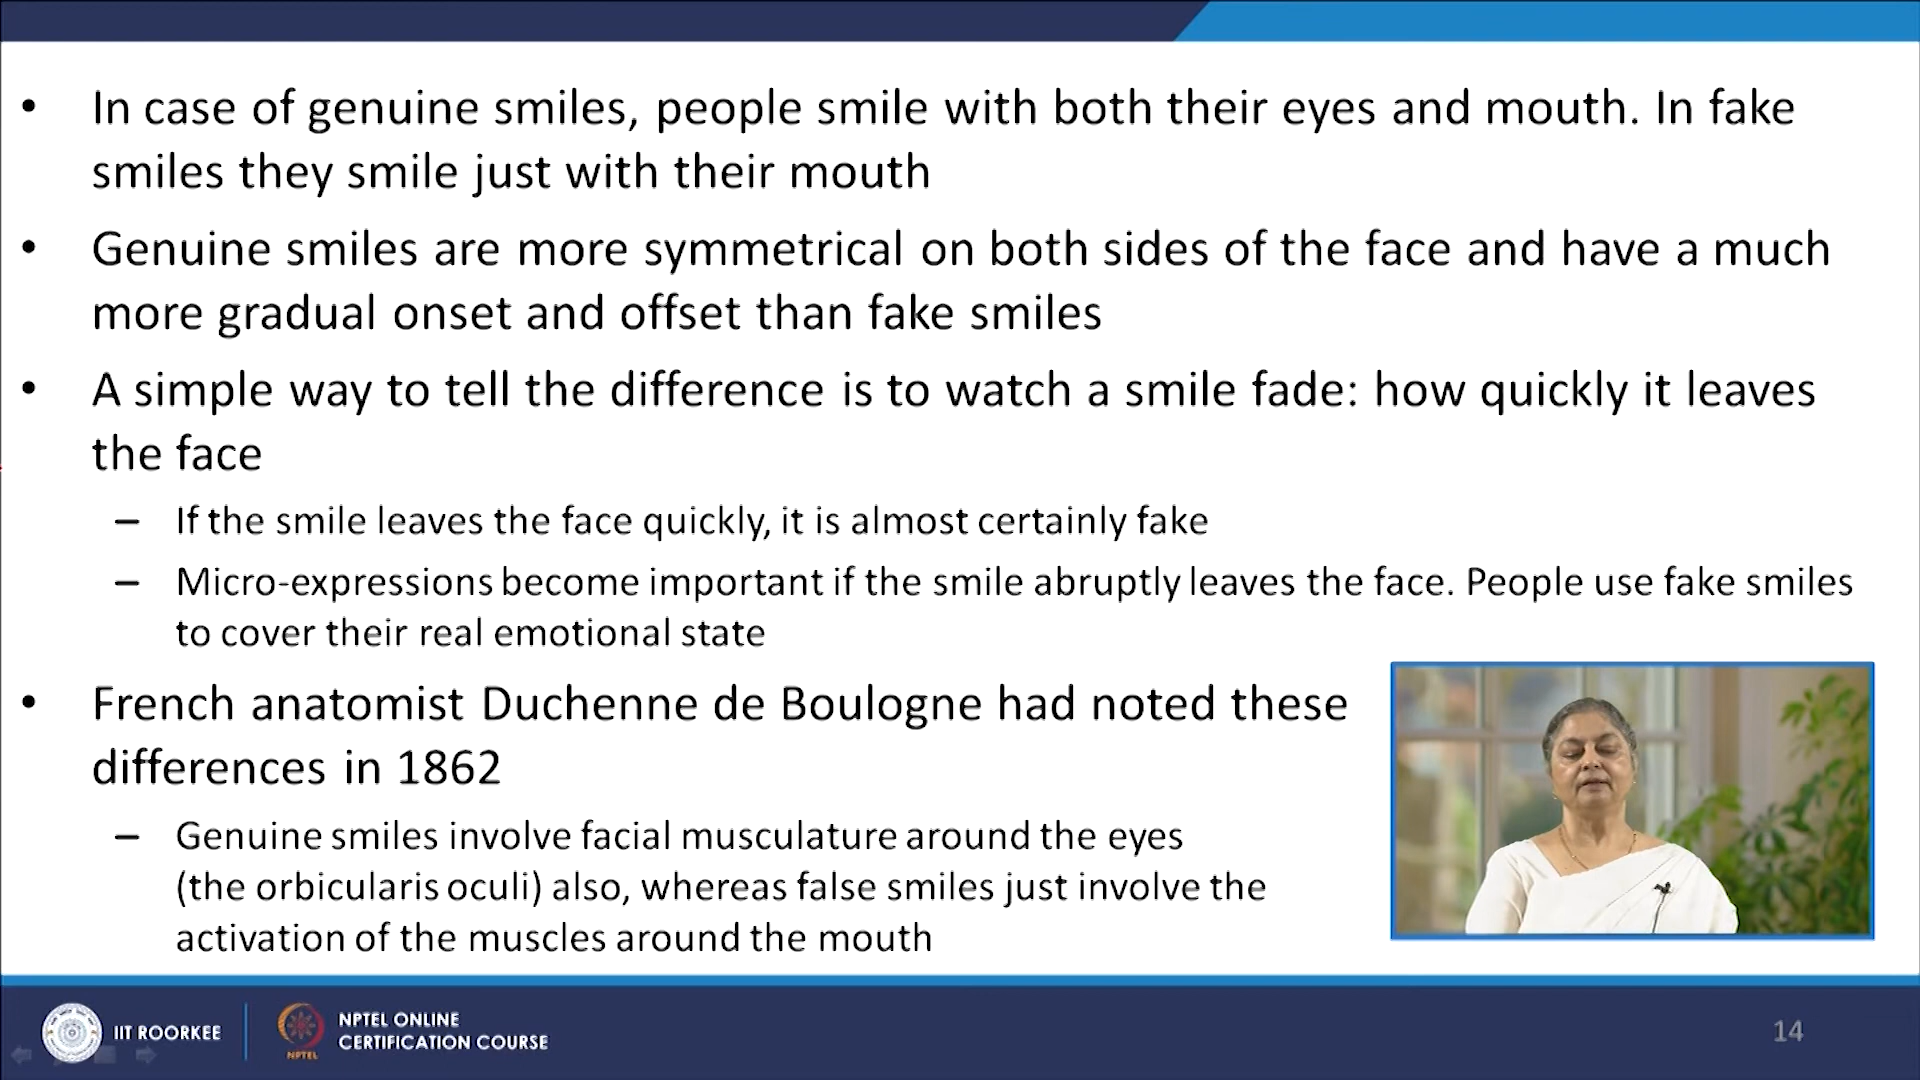 • In case of genuine smiles, people smile with both their eyes and mouth. In fake
smiles they smile just with their mouth
• Genuine smiles are more symmetrical on both sides of the face and have a much
more gradual onset and offset than fake smiles
• A simple way to tell the difference is to watch a smile fade: how quickly it leaves
the face
– If the smile leaves the face quickly, it is almost certainly fake
– Micro-expressions become important if the smile abruptly leaves the face. People use fake smiles
to cover their real emotional state
• French anatomist Duchenne de Boulogne had noted these
differences in 1862
– Genuine smiles involve facial musculature around the eyes
(the orbicularis oculi) also, whereas false smiles just involve the
activation of the muscles around the mouth
IIT ROORKEE
NPTEL
NPTEL ONLINE
CERTIFICATION COURSE
14